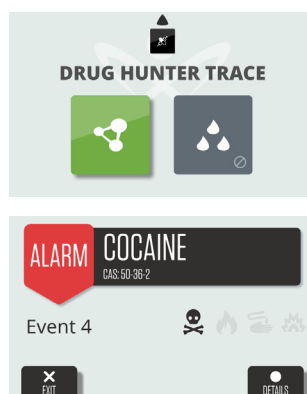 DRUG HUNTER TRACE
ALARM
COCAINE
CAS: 50-36-2
Event 4
EXIT
DETAILS